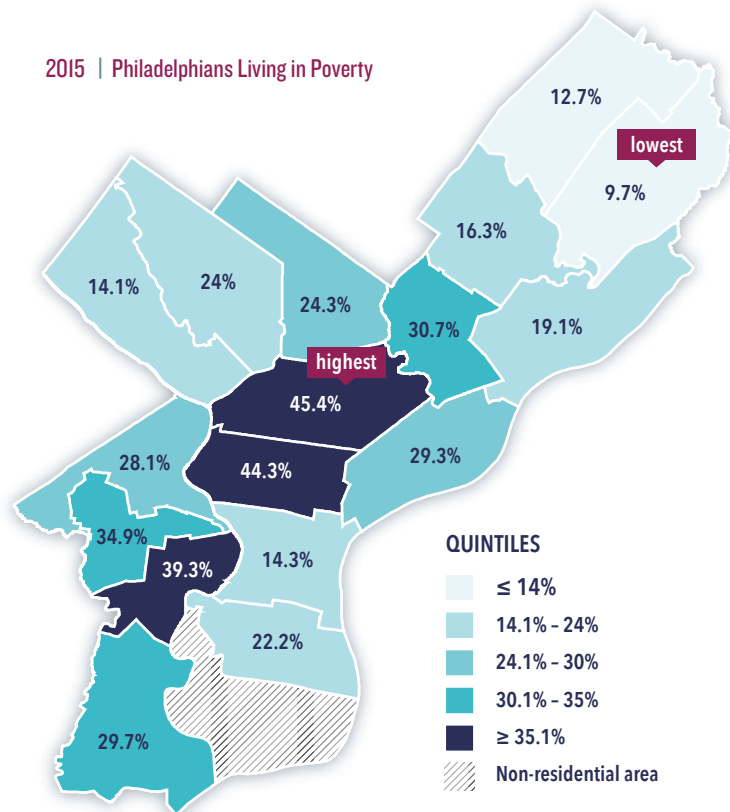 2015 | Philadelphians Living in Poverty
12.7%
lowest
9.7%
16.3%
14.1%
24%
24.3%
30.7%
19.1%
highest
45.4%
28.1%
44.3%
29.3%
34.9%
39.3%
14.3%
22.2%
29.7%
QUINTILES
≤ 14%
14.1% – 24%
24.1% – 30%
30.1% – 35%
≥ 35.1%
Non-residential area